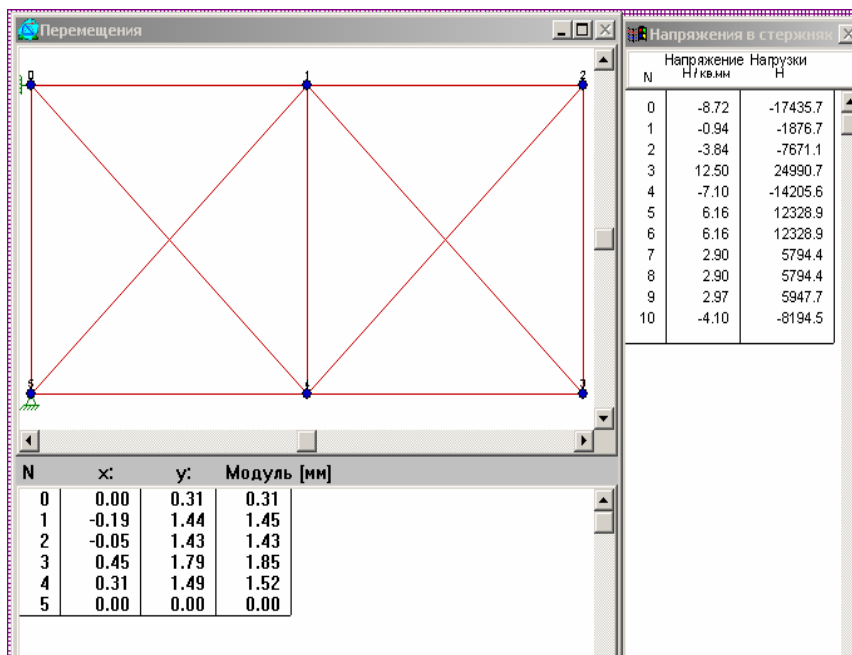 Перемещения
0 1 2
5 4 3
N x: y: Модуль [мм]
0 0.00 0.31 0.31
1 -0.19 1.44 1.45
2 -0.05 1.43 1.43
3 0.45 1.79 1.85
4 0.31 1.49 1.52
5 0.00 0.00 0.00
Напряжения в стержнях
Напряжение Нагрузки
N Н / кв.мм Н
0 -8.72 -17435.7
1 -0.94 -1876.7
2 -3.84 -7671.1
3 12.50 24990.7
4 -7.10 -14205.6
5 6.16 12328.9
6 6.16 12328.9
7 2.90 5794.4
8 2.90 5794.4
9 2.97 5947.7
10 -4.10 -8194.5